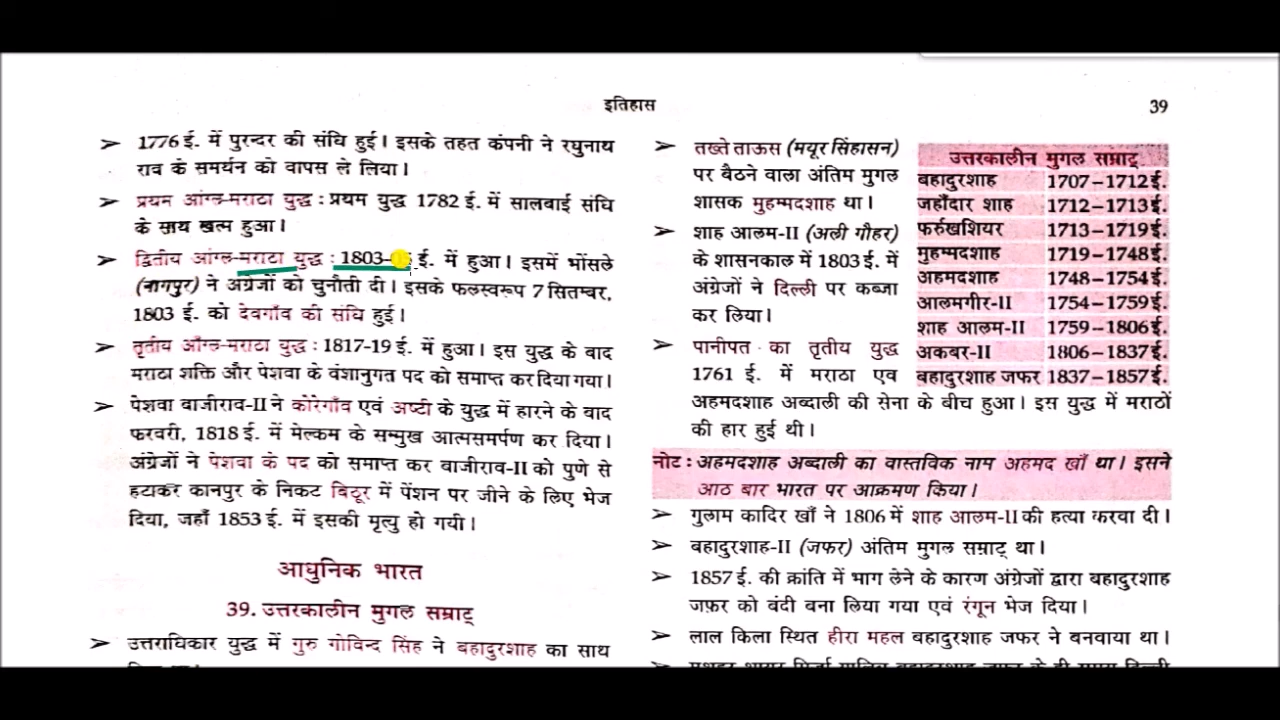 इतिहास
39
➢ 1776 ई. में पुरन्दर की संधि हुई। इसके तहत कंपनी ने रघुनाथ
राव के समर्थन को वापस ले लिया।
➢ प्रथम आंग्ल-मराठा युद्ध : प्रथम युद्ध 1782 ई. में सालबाई संधि
के साथ खत्म हुआ।
➢ द्वितीय आंग्ल-मराठा युद्ध : 1803-05 ई. में हुआ। इसमें भोंसले
(नागपुर) ने अंग्रेजों को चुनौती दी। इसके फलस्वरूप 7 सितम्बर,
1803 ई. को देवगाँव की संधि हुई।
➢ तृतीय आँग्ल-मराठा युद्ध : 1817-19 ई. में हुआ। इस युद्ध के बाद
मराठा शक्ति और पेशवा के वंशानुगत पद को समाप्त कर दिया गया।
➢ पेशवा बाजीराव-II ने कोरेगाँव एवं अष्टी के युद्ध में हारने के बाद
फरवरी, 1818 ई. में मेल्कम के सम्मुख आत्मसमर्पण कर दिया।
अंग्रेजों ने पेशवा के पद को समाप्त कर बाजीराव-II को पुणे से
हटाकर कानपुर के निकट बिठूर में पेंशन पर जीने के लिए भेज
दिया, जहाँ 1853 ई. में इसकी मृत्यु हो गयी।
आधुनिक भारत
39. उत्तरकालीन मुगल सम्राट्
➢ उत्तराधिकार युद्ध में गुरु गोविन्द सिंह ने बहादुरशाह का साथ
➢ तख्ते ताऊस (मयूर सिंहासन)
पर बैठने वाला अंतिम मुगल
शासक मुहम्मदशाह था।
➢ शाह आलम-II (अली गौहर)
के शासनकाल में 1803 ई. में
अंग्रेजों ने दिल्ली पर कब्जा
कर लिया।
➢ पानीपत का तृतीय युद्ध
1761 ई. में मराठा एवं
अहमदशाह अब्दाली की सेना के बीच हुआ। इस युद्ध में मराठों
की हार हुई थी।
उत्तरकालीन मुगल सम्राट्
बहादुरशाह 1707–1712 ई.
जहाँदार शाह 1712–1713 ई.
फर्रुखशियर 1713–1719 ई.
मुहम्मदशाह 1719–1748 ई.
अहमदशाह 1748–1754 ई.
आलमगीर-II 1754–1759 ई.
शाह आलम-II 1759–1806 ई.
अकबर-II 1806–1837 ई.
बहादुरशाह जफर 1837–1857 ई.
नोट : अहमदशाह अब्दाली का वास्तविक नाम अहमद खाँ था। इसने
आठ बार भारत पर आक्रमण किया।
➢ गुलाम कादिर खाँ ने 1806 में शाह आलम-II की हत्या करवा दी।
➢ बहादुरशाह-II (जफर) अंतिम मुगल सम्राट् था।
➢ 1857 ई. की क्रांति में भाग लेने के कारण अंग्रेजों द्वारा बहादुरशाह
जफ़र को बंदी बना लिया गया एवं रंगून भेज दिया।
➢ लाल किला स्थित हीरा महल बहादुरशाह जफर ने बनवाया था।